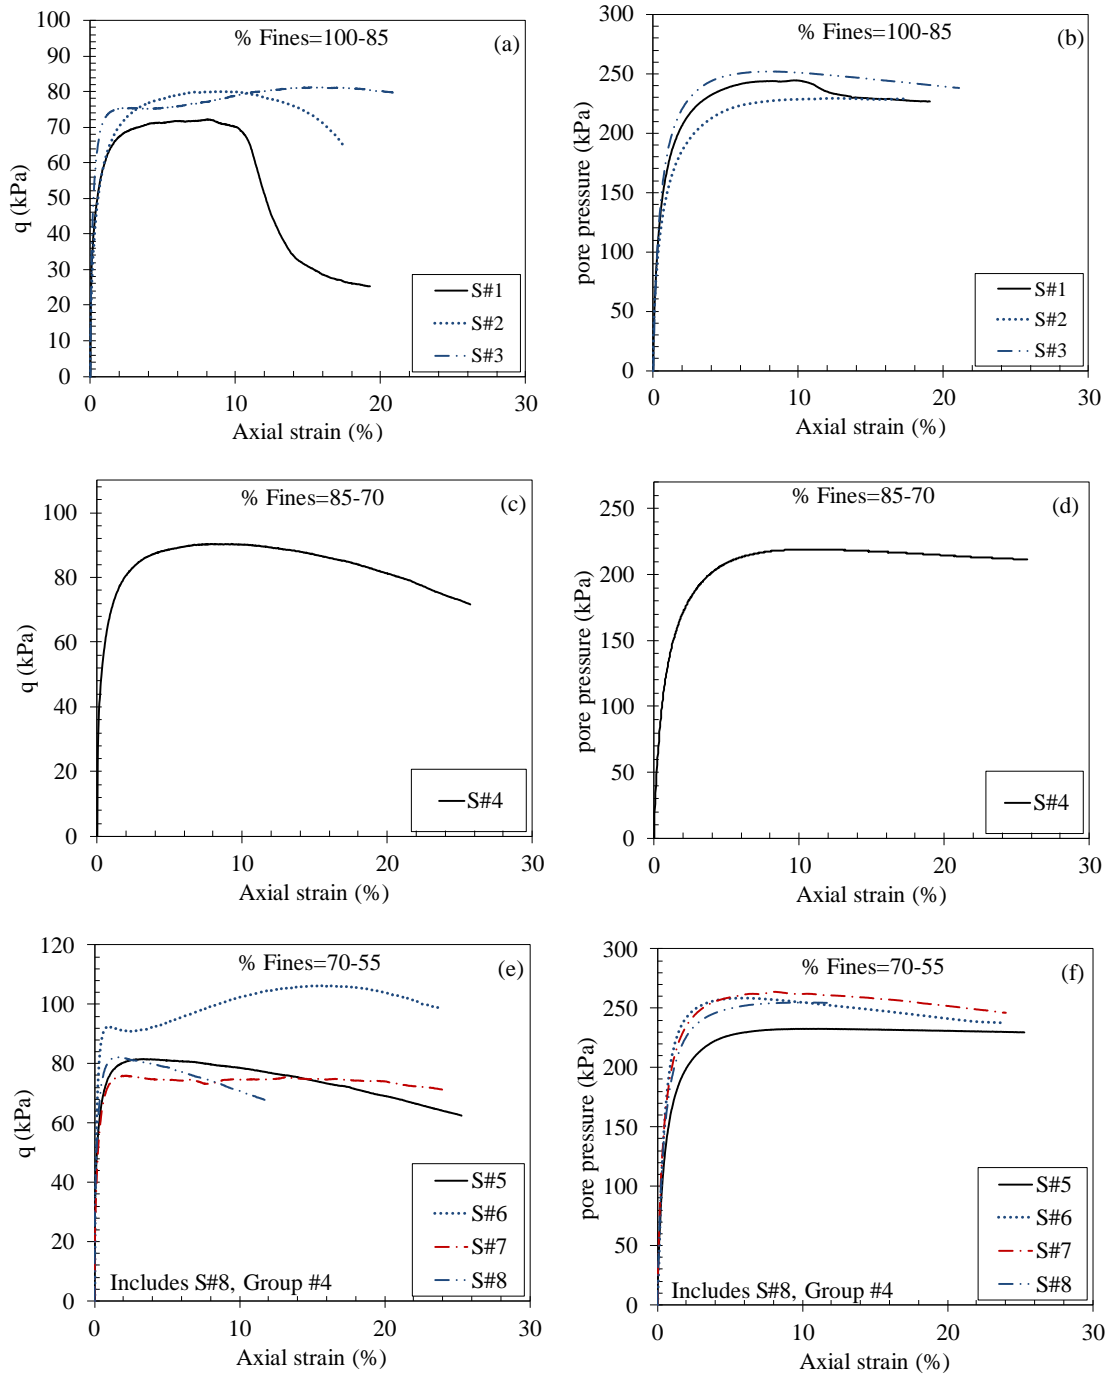 % Fines=100-85
(a)
q (kPa)
100
90
80
70
60
50
40
30
20
10
0
S#1
S#2
S#3
0 10 20 30
Axial strain (%)
% Fines=100-85
(b)
pore pressure (kPa)
300
250
200
150
100
50
0
S#1
S#2
S#3
0 10 20 30
Axial strain (%)
% Fines=85-70
(c)
q (kPa)
100
80
60
40
20
0
S#4
0 10 20 30
Axial strain (%)
% Fines=85-70
(d)
pore pressure (kPa)
250
200
150
100
50
0
S#4
0 10 20 30
Axial strain (%)
% Fines=70-55
(e)
q (kPa)
120
100
80
60
40
20
0
S#5
S#6
S#7
S#8
Includes S#8, Group #4
0 10 20 30
Axial strain (%)
% Fines=70-55
(f)
pore pressure (kPa)
300
250
200
150
100
50
0
S#5
S#6
S#7
S#8
Includes S#8, Group #4
0 10 20 30
Axial strain (%)